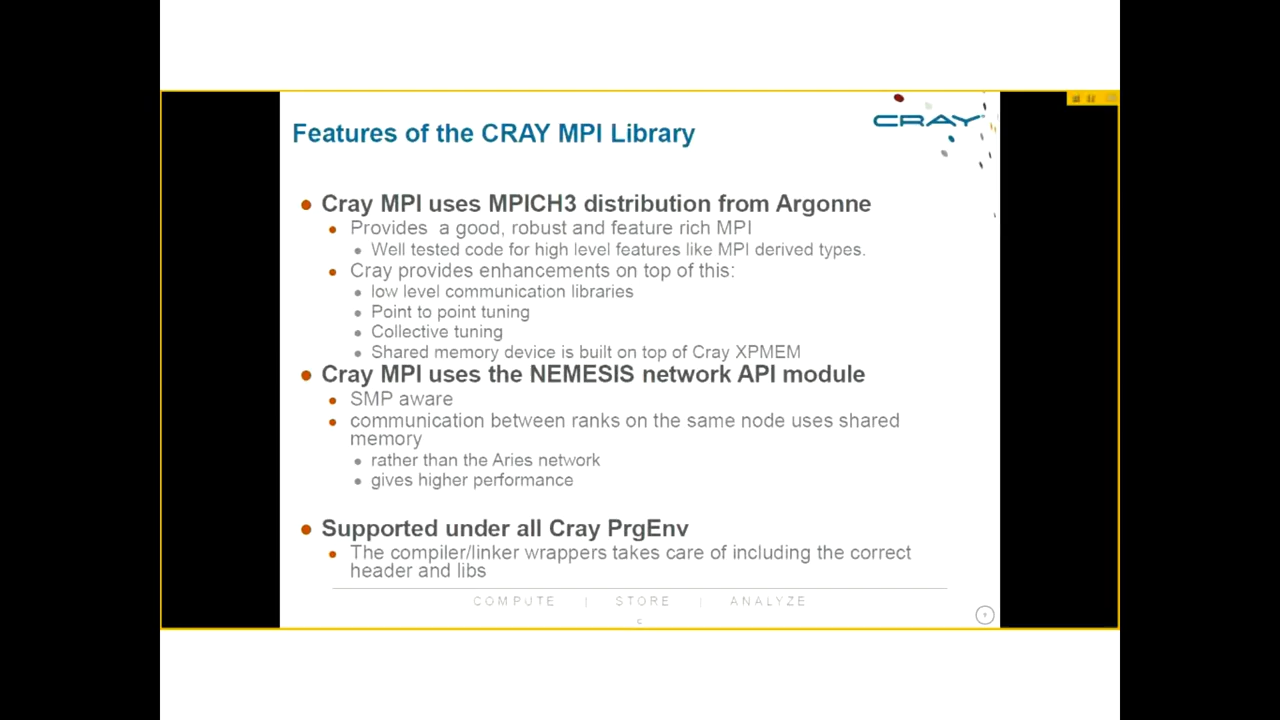 CRAY
Features of the CRAY MPI Library
Cray MPI uses MPICH3 distribution from Argonne
Provides a good, robust and feature rich MPI
Well tested code for high level features like MPI derived types.
Cray provides enhancements on top of this:
low level communication libraries
Point to point tuning
Collective tuning
Shared memory device is built on top of Cray XPMEM
Cray MPI uses the NEMESIS network API module
SMP aware
communication between ranks on the same node uses shared
memory
rather than the Aries network
gives higher performance
Supported under all Cray PrgEnv
The compiler/linker wrappers takes care of including the correct
header and libs
COMPUTE | STORE | ANALYZE